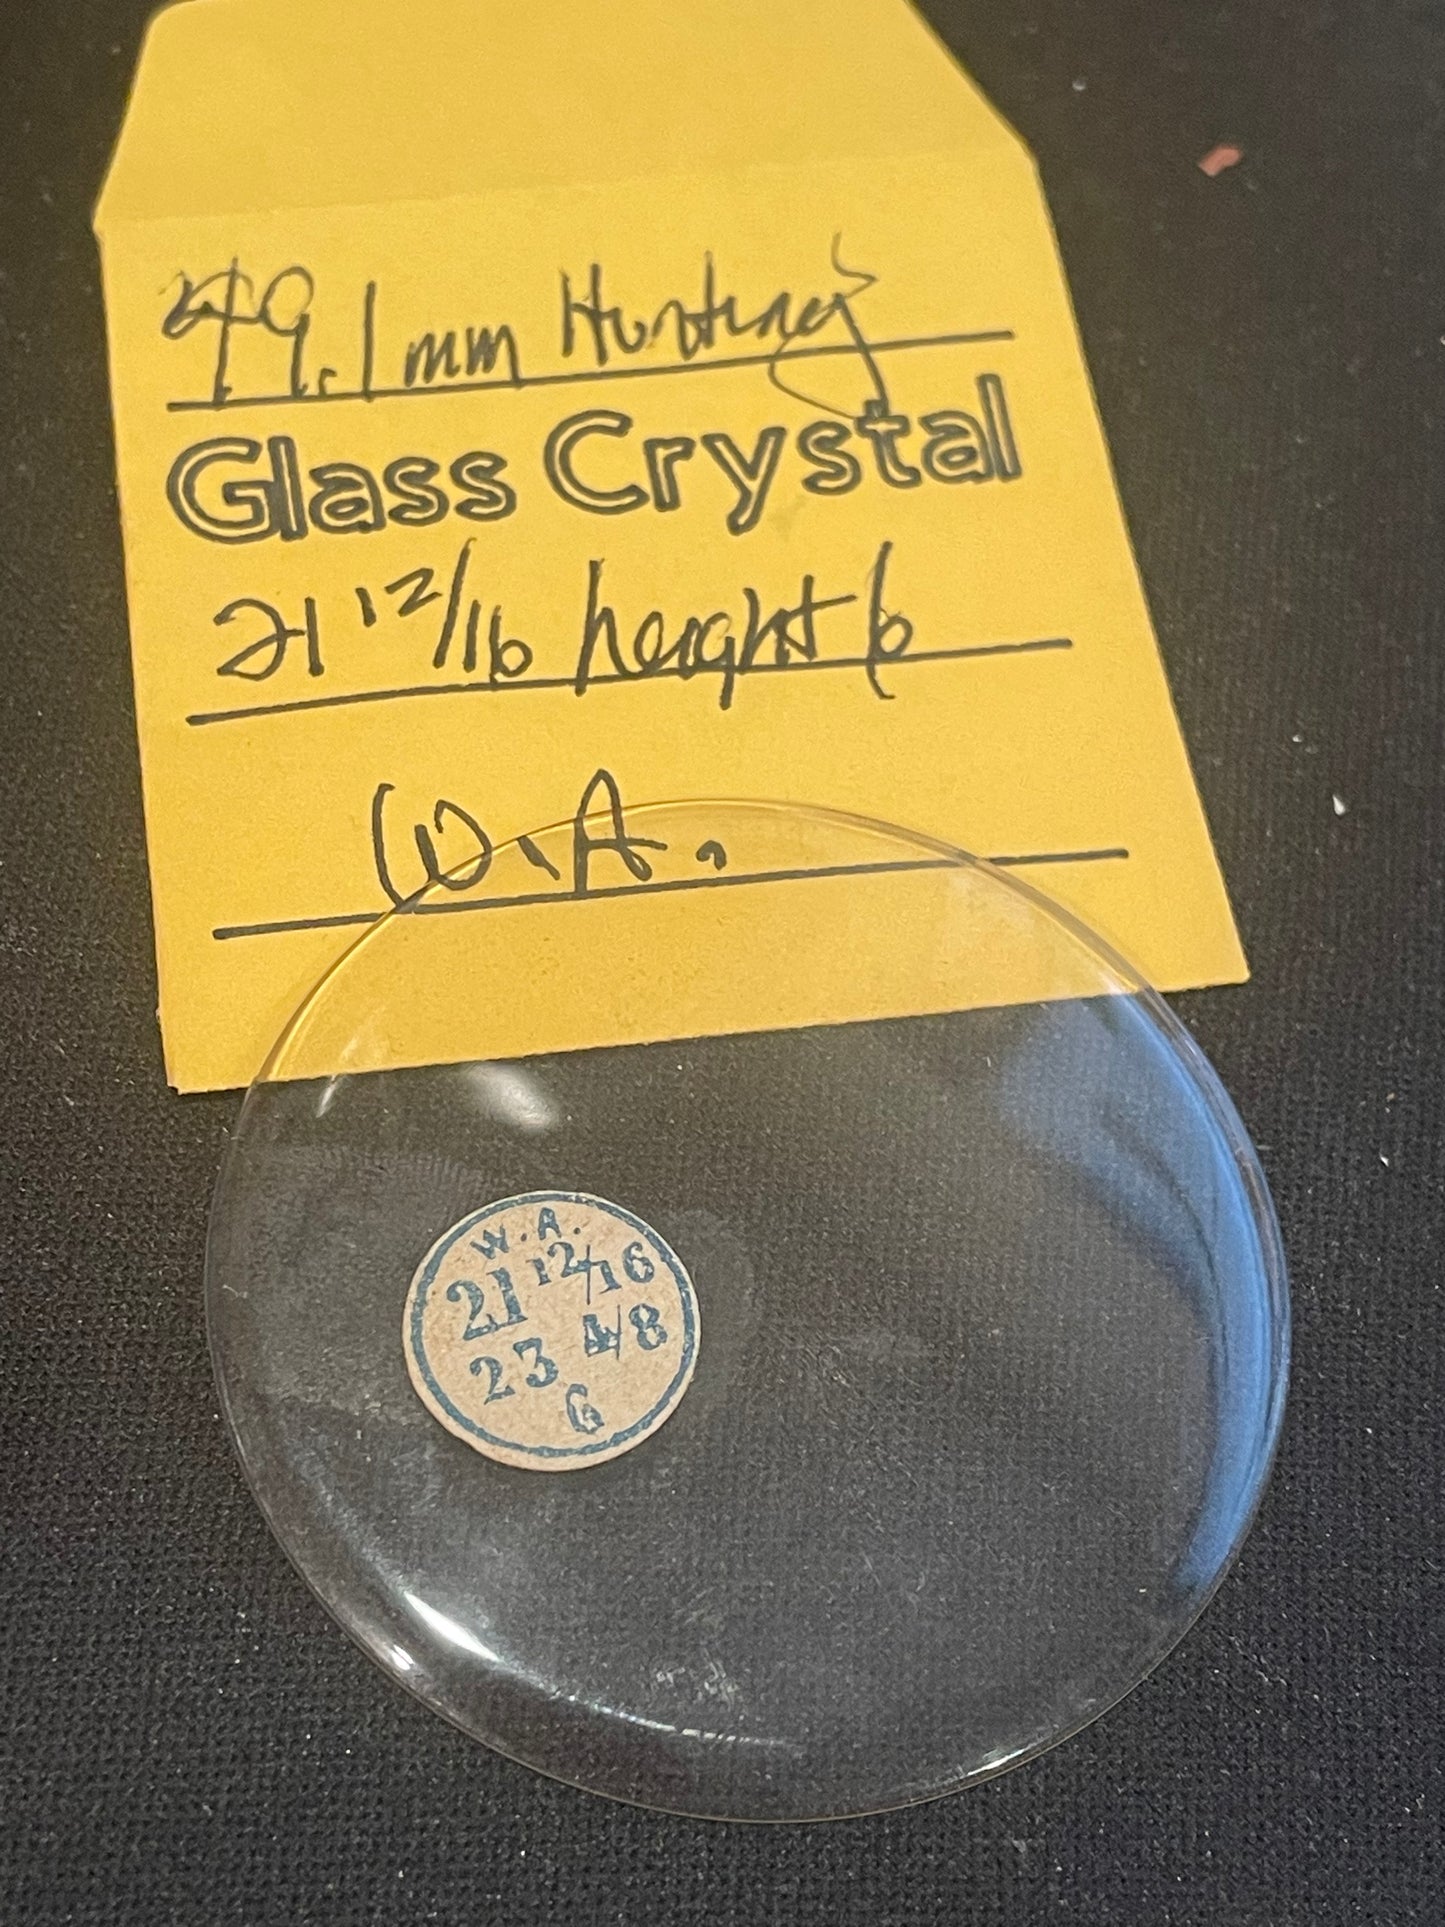 49.1mm Hunting
Glass Crystal
21 12/16 height 6
W.A.
W.A.
21 12/16
23 4/8
6